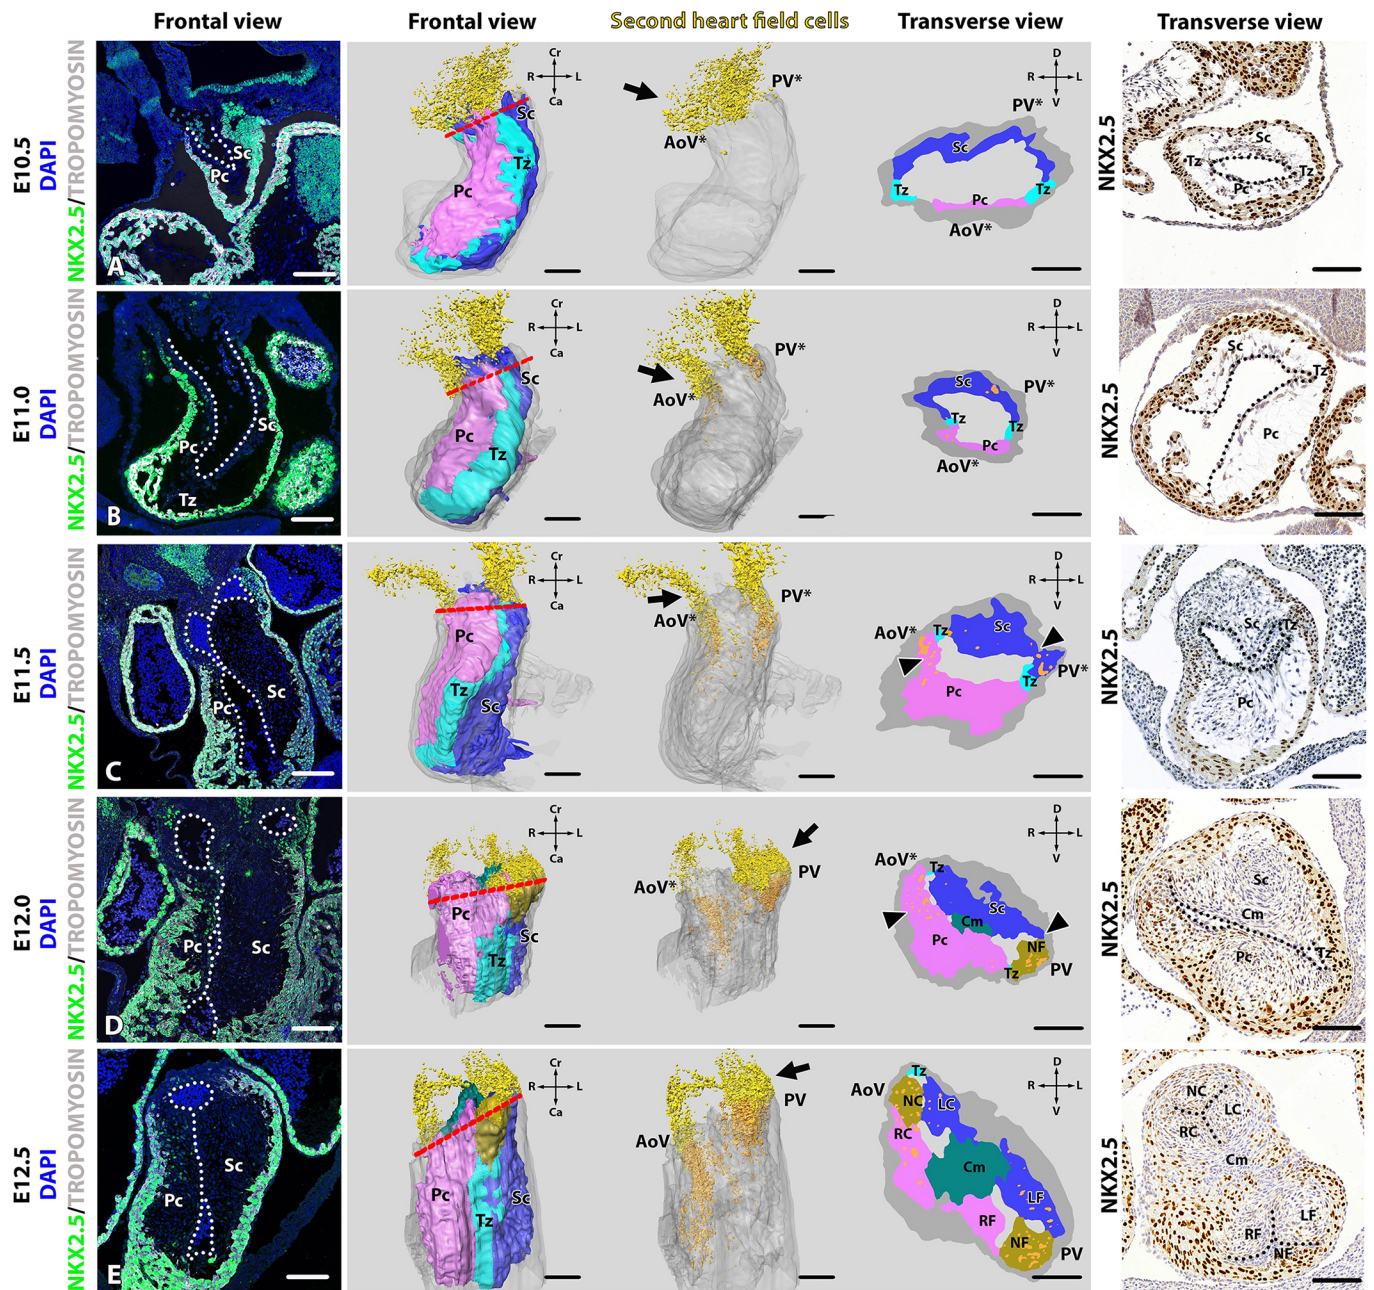 Frontal view
Frontal view
Second heart field cells
Transverse view
Transverse view
E10.5
DAPI
NKX2.5/TROPOMYOSIN
Sc
Pc
A
Cr
R
L
Ca
Sc
Tz
Pc
PV*
AoV*
D
R
L
V
PV*
Sc
Tz
Tz
Pc
AoV*
NKX2.5
Sc
Tz
Tz
Pc
E11.0
DAPI
NKX2.5/TROPOMYOSIN
Sc
Pc
Tz
B
Cr
R
L
Ca
Sc
Pc
Tz
PV*
AoV*
D
R
L
V
Sc
PV*
Tz
Tz
Pc
AoV*
NKX2.5
Sc
Tz
Pc
E11.5
DAPI
NKX2.5/TROPOMYOSIN
Sc
Pc
C
Cr
R
L
Ca
Pc
Tz
Sc
PV*
AoV*
D
R
L
V
AoV*
Tz
Sc
PV*
Tz
Pc
NKX2.5
Sc
Tz
Pc
E12.0
DAPI
NKX2.5/TROPOMYOSIN
Pc
Sc
D
Cr
R
L
Ca
Pc
Sc
Tz
PV
AoV*
D
R
L
V
AoV*
Tz
Sc
Cm
Pc
NF
Tz
PV
NKX2.5
Sc
Cm
Pc
Tz
E12.5
DAPI
NKX2.5/TROPOMYOSIN
Sc
Pc
E
Cr
R
L
Ca
Pc
Sc
Tz
PV
AoV
D
R
L
V
AoV
Tz
NC
LC
RC
Cm
LF
RF
NF
PV
NKX2.5
NC
LC
RC
Cm
LF
RF
NF